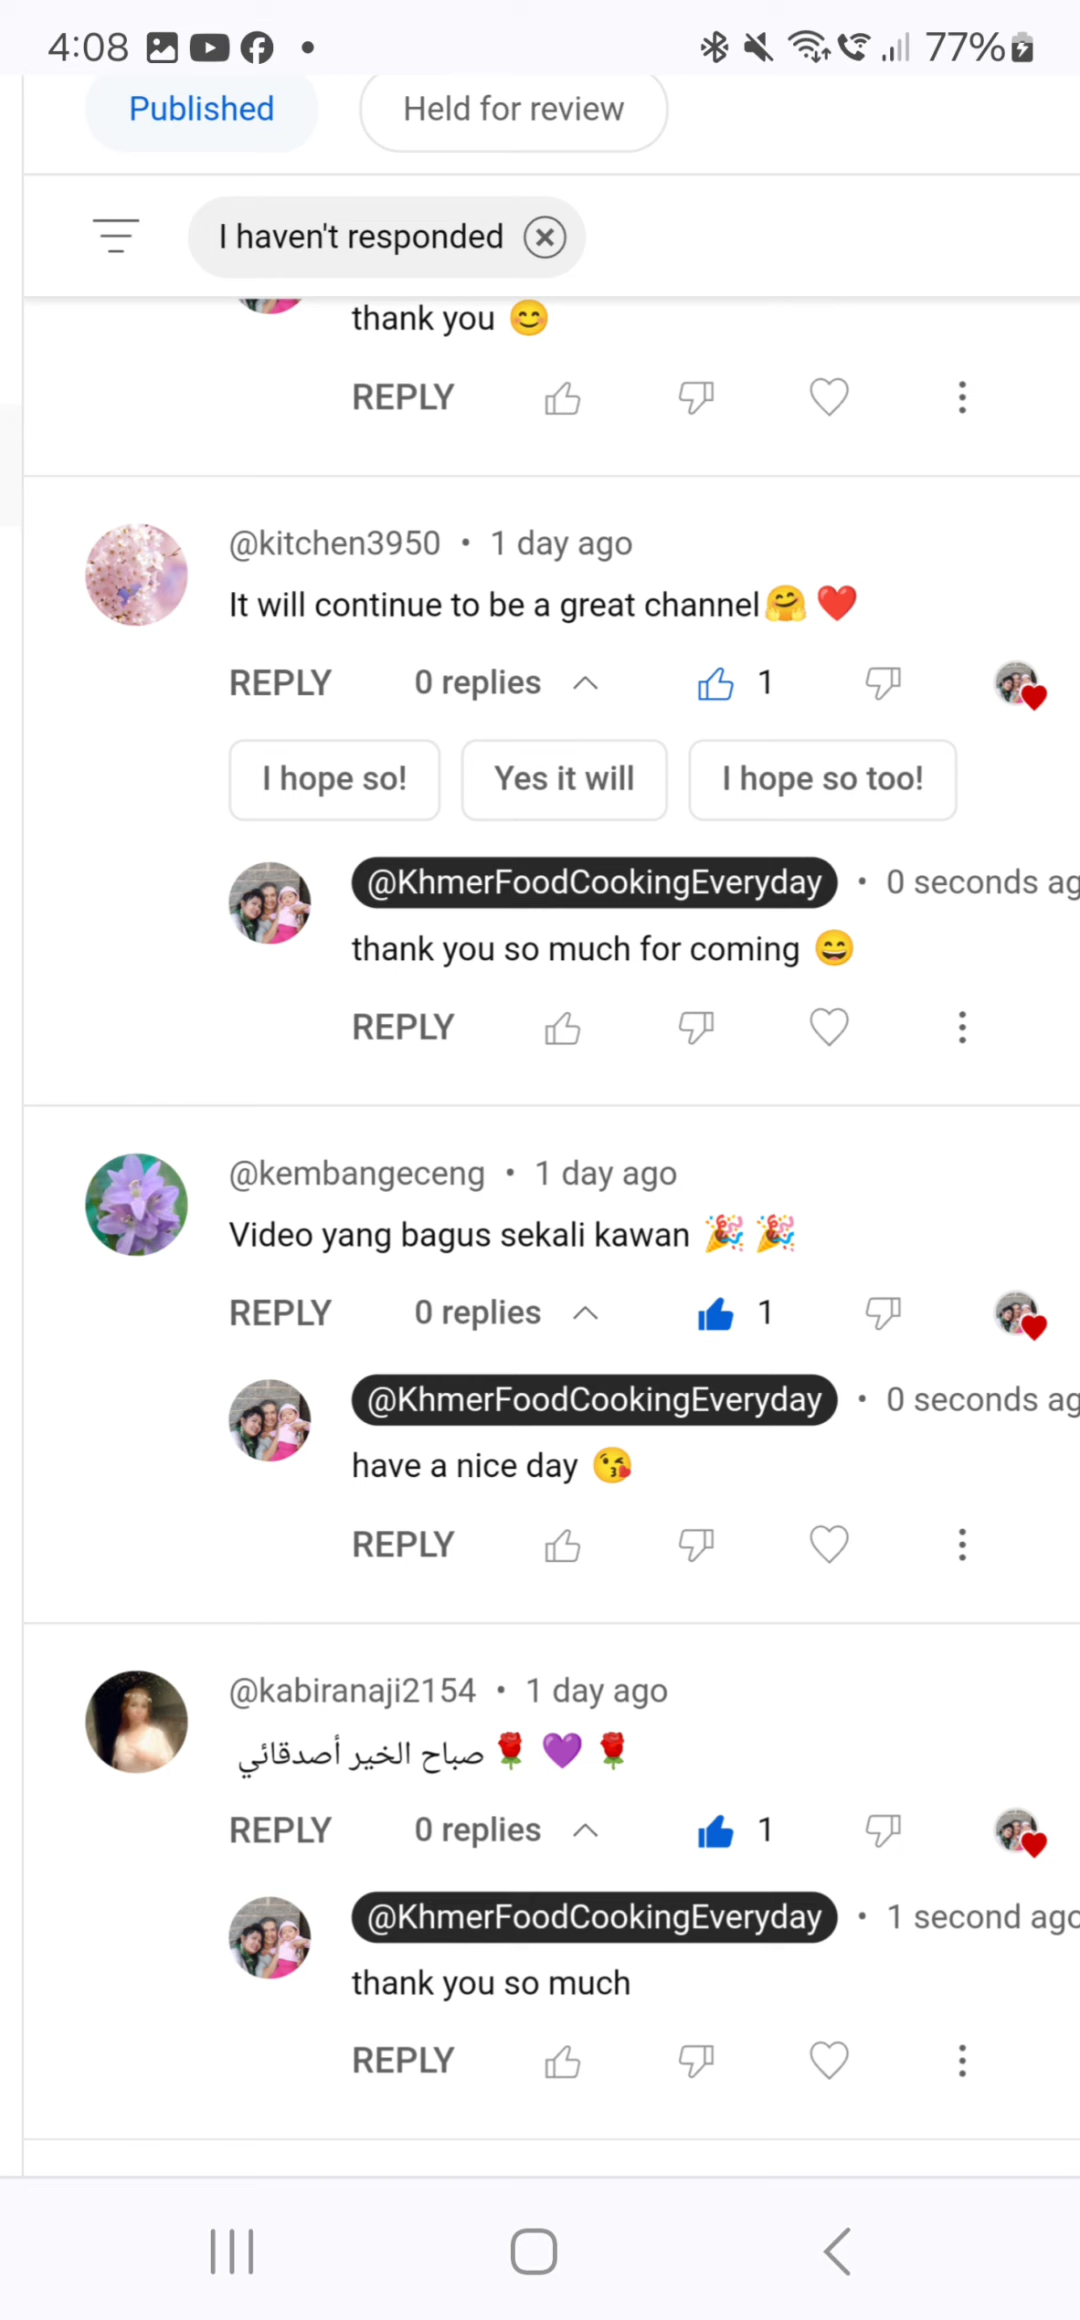 4:08 77%
Published Held for review
I haven't responded
thank you 😊
REPLY
@kitchen3950 • 1 day ago
It will continue to be a great channel🤗 ❤️
REPLY 0 replies 1
I hope so! Yes it will I hope so too!
@KhmerFoodCookingEveryday • 0 seconds ag
thank you so much for coming 😄
REPLY
@kembangeceng • 1 day ago
Video yang bagus sekali kawan 🎉 🎉
REPLY 0 replies 1
@KhmerFoodCookingEveryday • 0 seconds ag
have a nice day 😘
REPLY
@kabiranaji2154 • 1 day ago
صباح الخير أصدقائي 🌹 💜 🌹
REPLY 0 replies 1
@KhmerFoodCookingEveryday • 1 second ago
thank you so much
REPLY